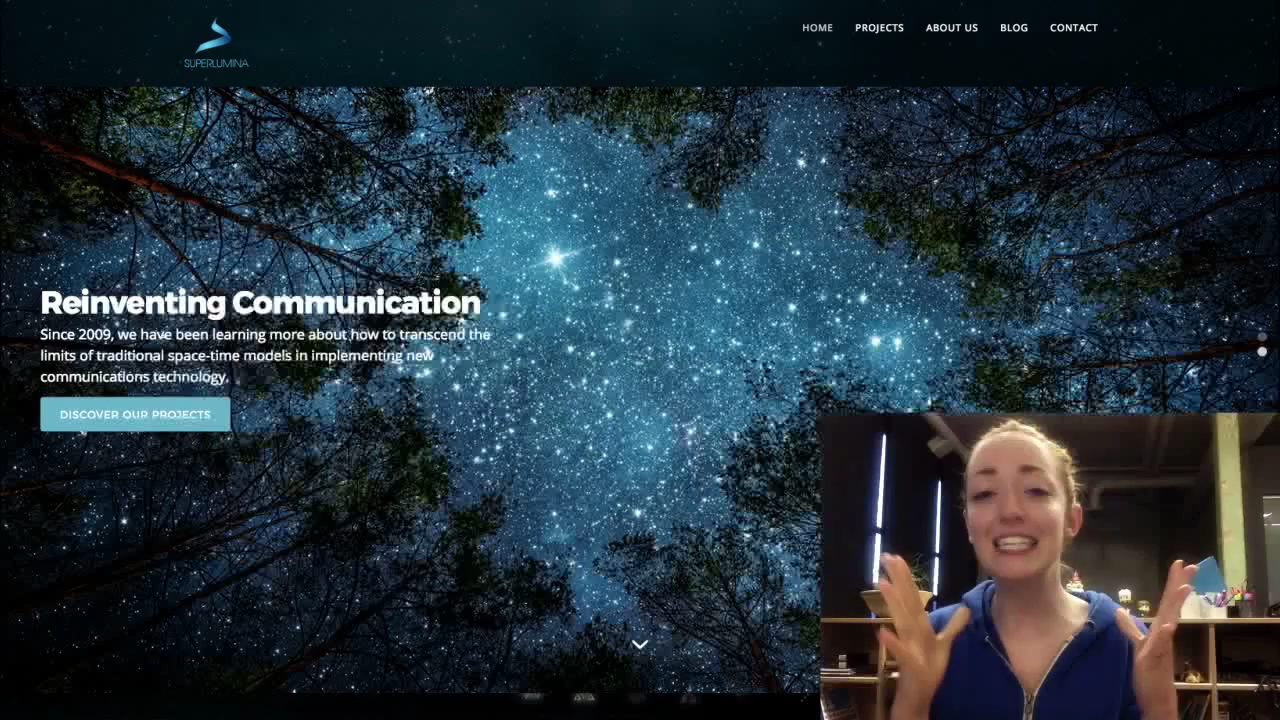 SUPERLUMINA
HOME PROJECTS ABOUT US BLOG CONTACT
Reinventing Communication
Since 2009, we have been learning more about how to transcend the
limits of traditional space-time models in implementing new
communications technology.
DISCOVER OUR PROJECTS